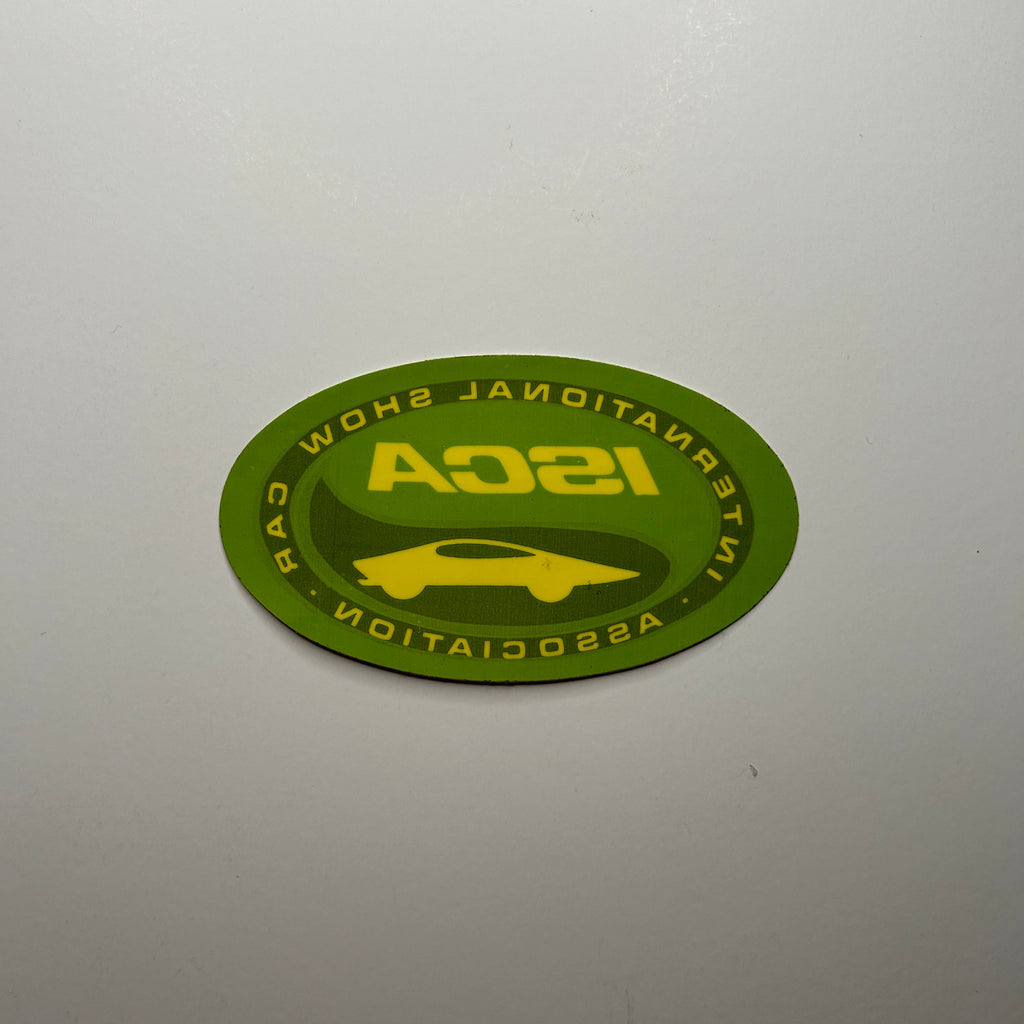 INTERNATIONAL SHOW CAR
ISCA
· ASSOCIATION ·